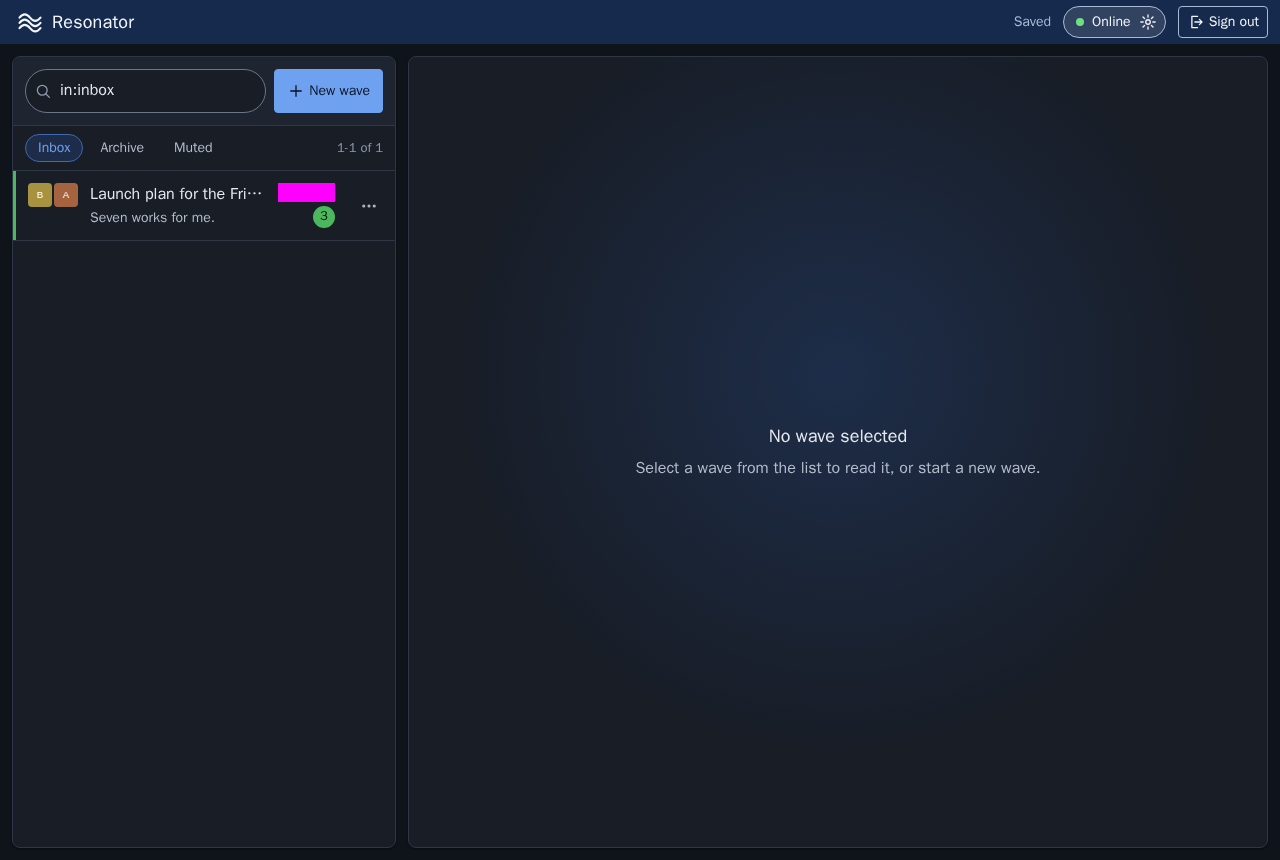 Resonator
Saved
Online
Sign out
in:inbox
New wave
Inbox
Archive
Muted
1-1 of 1
B
A
Launch plan for the Fri···
Seven works for me.
3
No wave selected
Select a wave from the list to read it, or start a new wave.